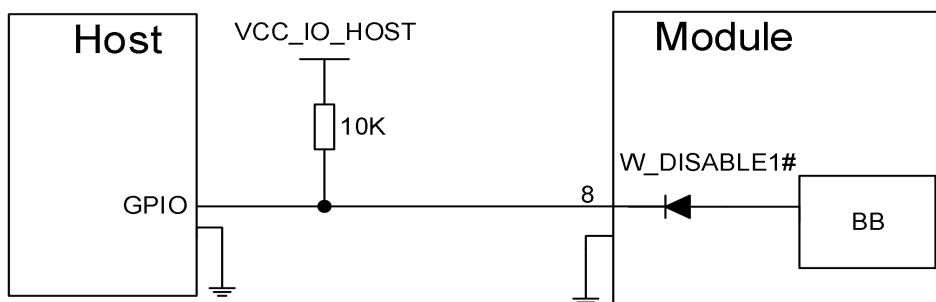 Host
VCC_IO_HOST
Module
10K
W_DISABLE1#
GPIO
8
BB